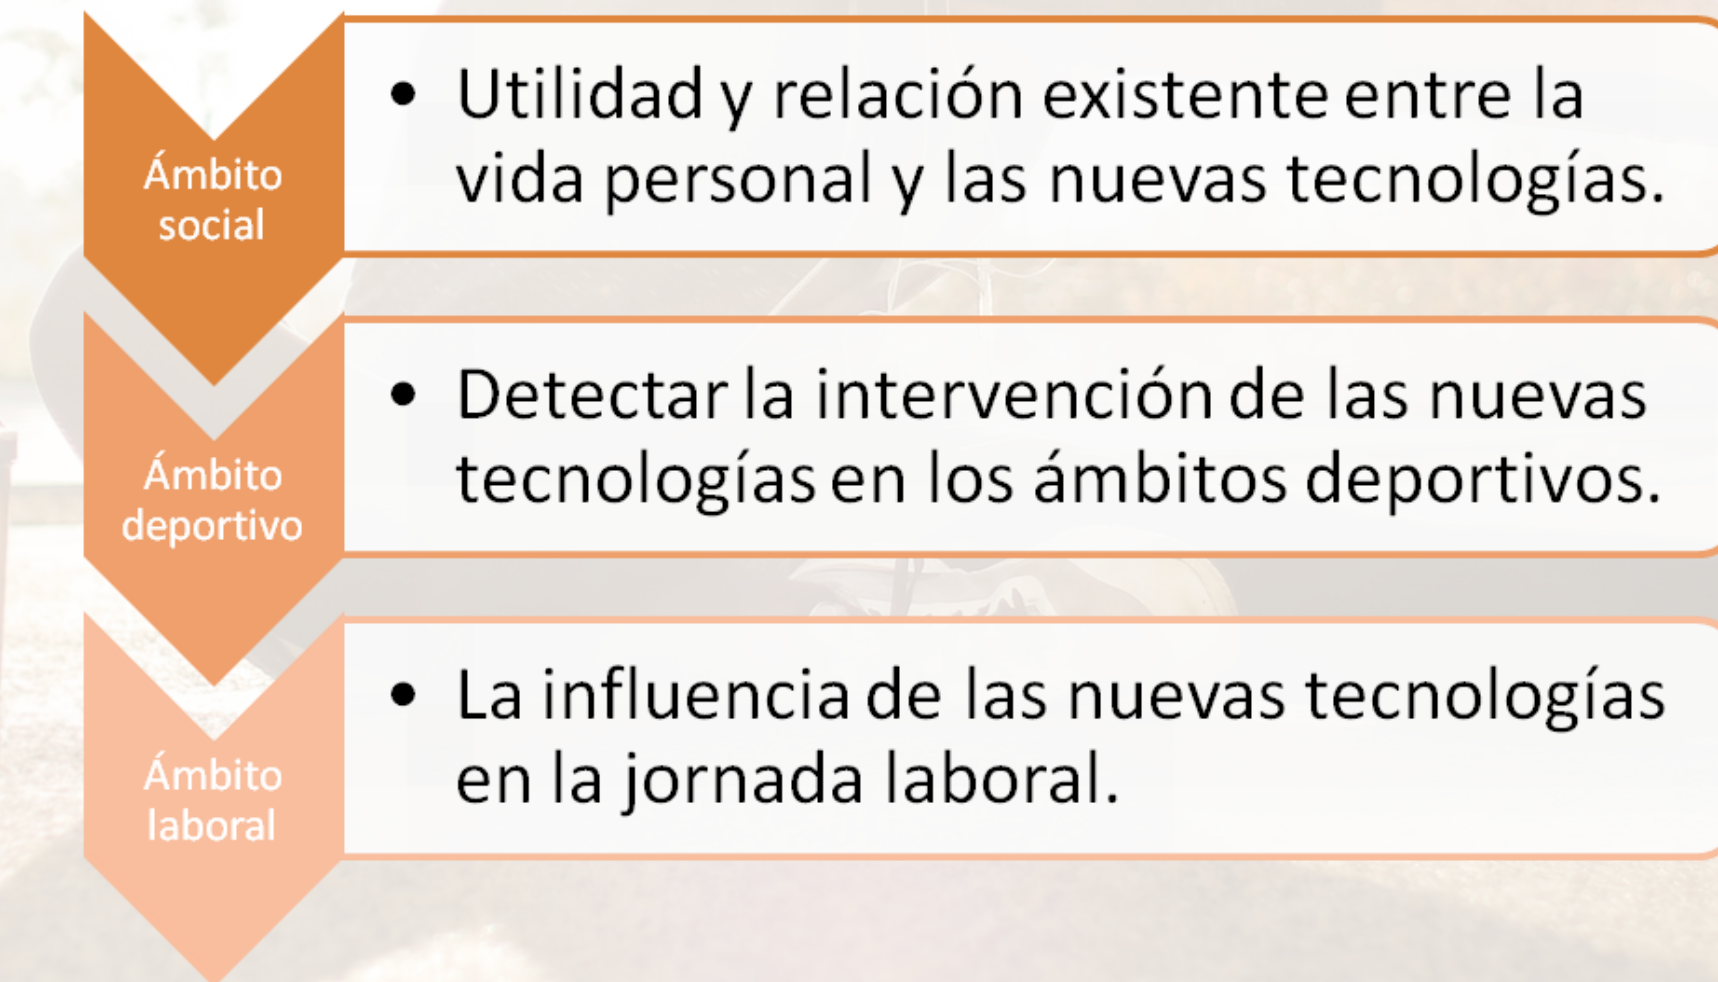 Ámbito
social
• Utilidad y relación existente entre la
vida personal y las nuevas tecnologías.
Ámbito
deportivo
• Detectar la intervención de las nuevas
tecnologías en los ámbitos deportivos.
Ámbito
laboral
• La influencia de las nuevas tecnologías
en la jornada laboral.